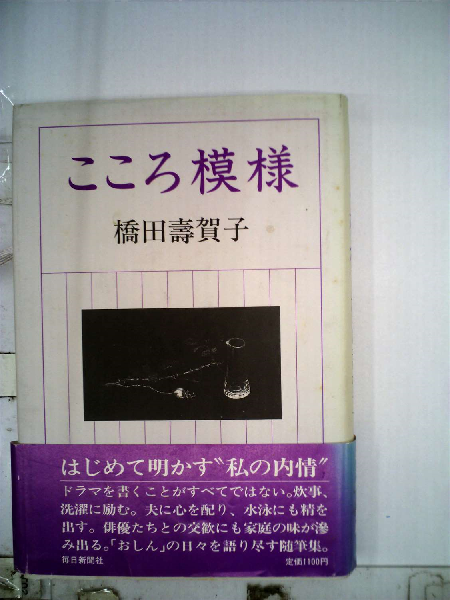 こころ模様
橋田壽賀子
はじめて明かす〝私の内情〟
ドラマを書くことがすべてではない。炊事、
洗濯に励む。夫に心を配り、水泳にも精を
出す。俳優たちとの交歓にも家庭の味が滲
み出る。「おしん」の日々を語り尽す随筆集。
毎日新聞社
定価1100円